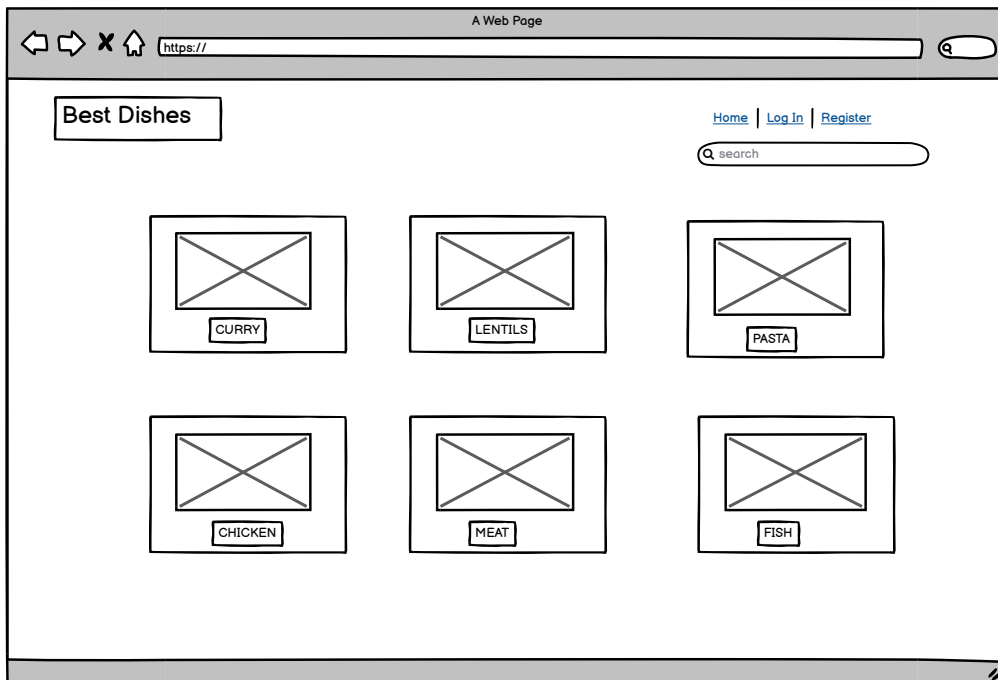 A Web Page
https://
Best Dishes
Home | Log In | Register
search
CURRY
LENTILS
PASTA
CHICKEN
MEAT
FISH